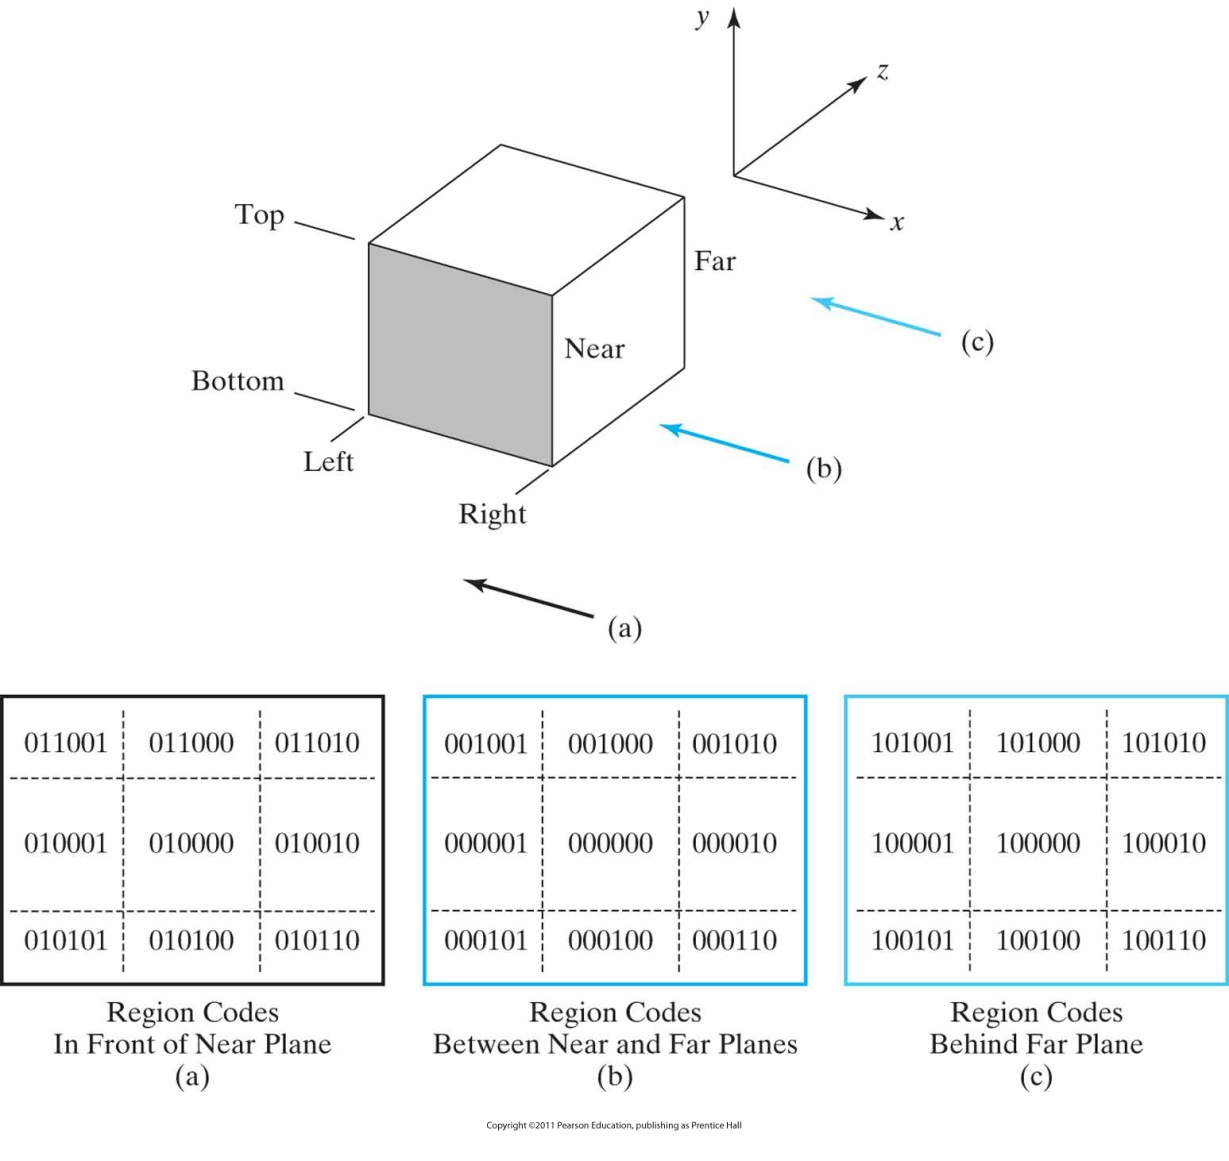 y
z
x
Top
Far
(c)
Near
Bottom
(b)
Left
Right
(a)
011001 011000 011010
010001 010000 010010
010101 010100 010110
Region Codes
In Front of Near Plane
(a)
001001 001000 001010
000001 000000 000010
000101 000100 000110
Region Codes
Between Near and Far Planes
(b)
101001 101000 101010
100001 100000 100010
100101 100100 100110
Region Codes
Behind Far Plane
(c)
Copyright ©2011 Pearson Education, publishing as Prentice Hall